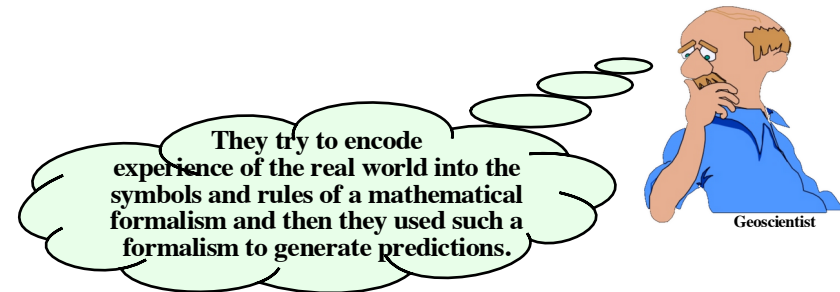 They try to encode
experience of the real world into the
symbols and rules of a mathematical
formalism and then they used such a
formalism to generate predictions.
Geoscientist